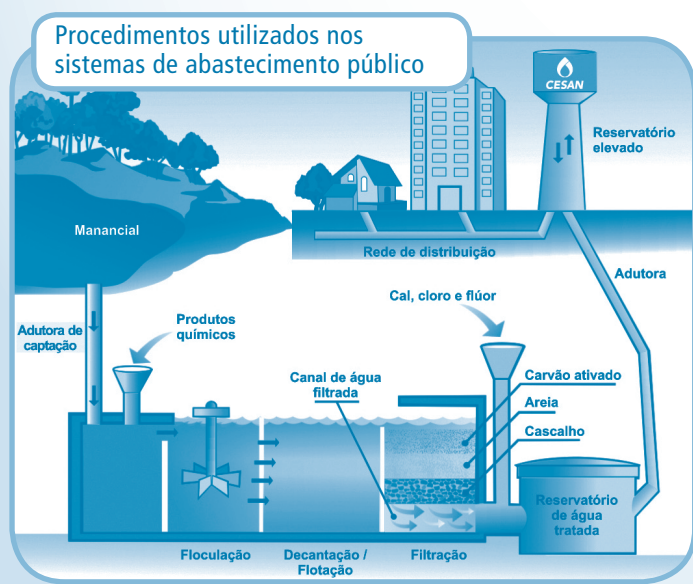 Procedimentos utilizados nos
sistemas de abastecimento público
CESAN
Reservatório
elevado
Manancial
Rede de distribuição
Adutora
Adutora de
captação
Produtos
químicos
Cal, cloro e flúor
Canal de água
filtrada
Carvão ativado
Areia
Cascalho
Reservatório
de água
tratada
Floculação
Decantação /
Flotação
Filtração